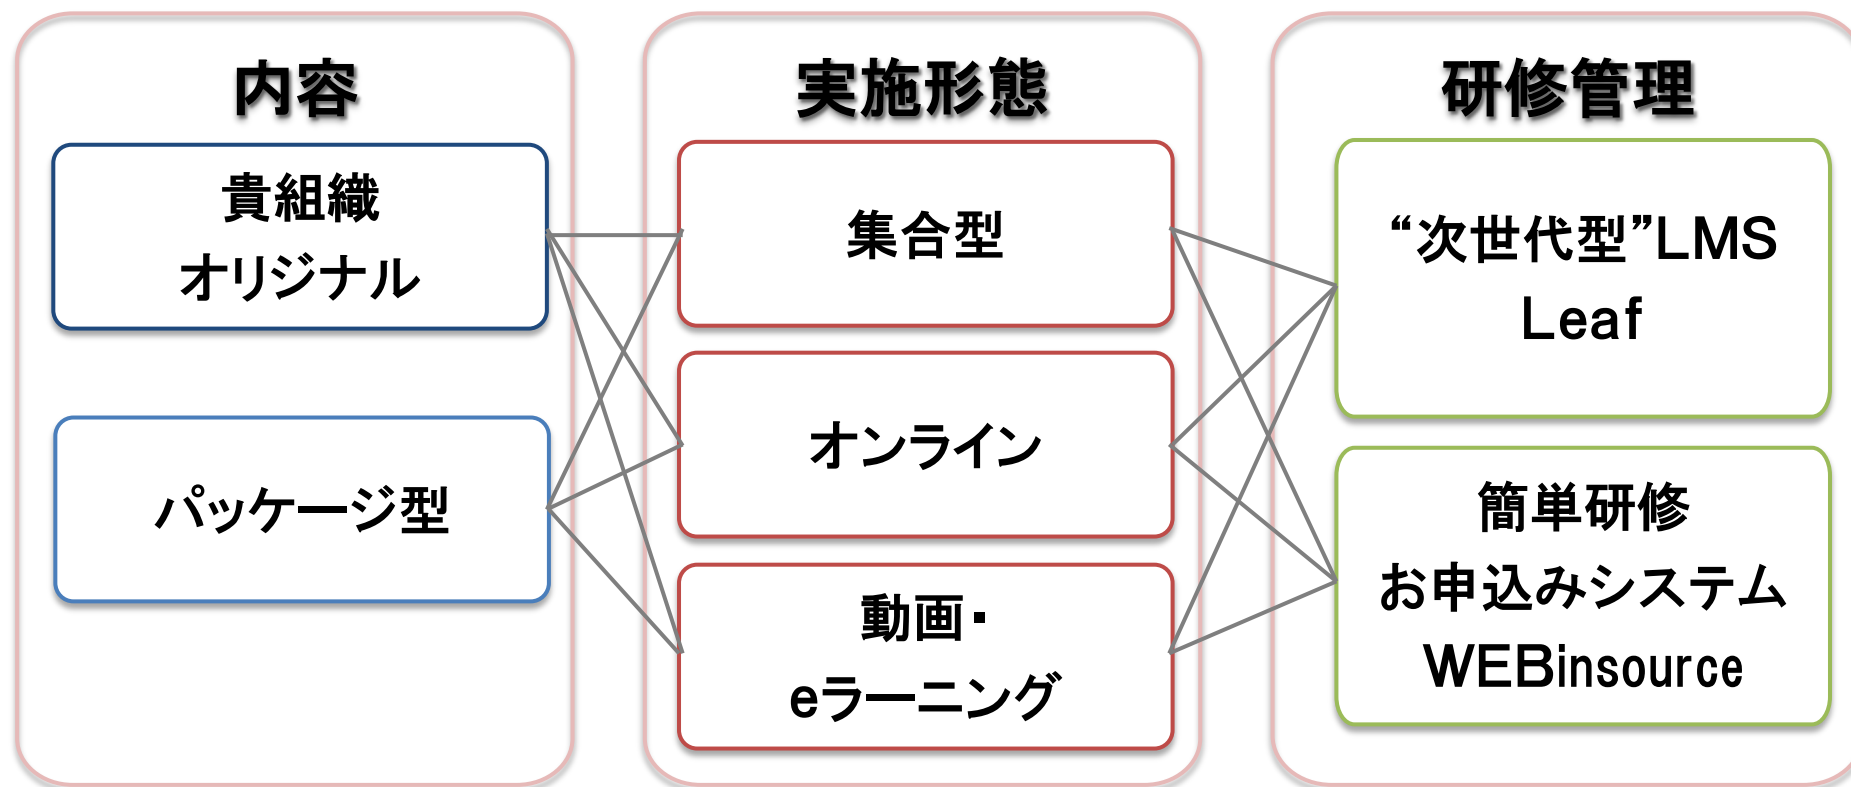 内容
貴組織
オリジナル
パッケージ型
実施形態
集合型
オンライン
動画・
eラーニング
研修管理
“次世代型”LMS
Leaf
簡単研修
お申込みシステム
WEBinsource